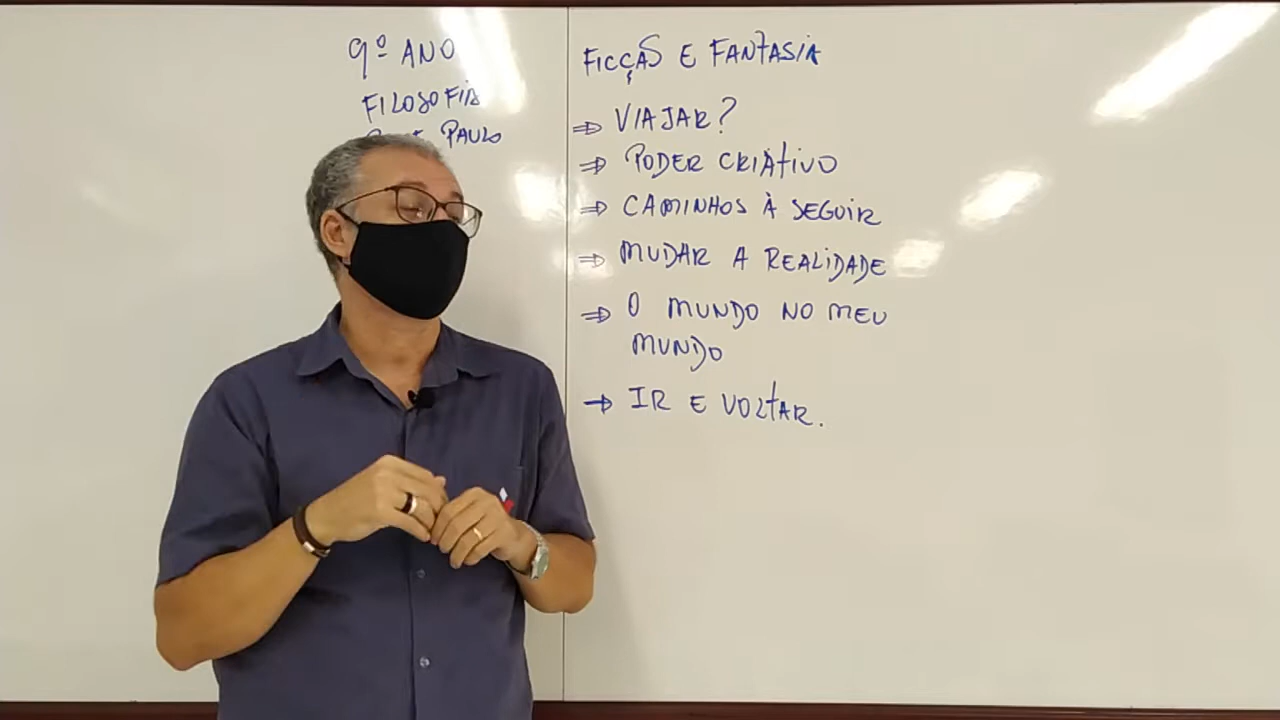 9º ANO
FILOSOFIA
PAULO
FICÇÃO E FANTASIA
⇒ VIAJAR?
⇒ PODER CRIATIVO
⇒ CAMINHOS À SEGUIR
⇒ MUDAR A REALIDADE
⇒ O MUNDO NO MEU
MUNDO
→ IR E VOLTAR.